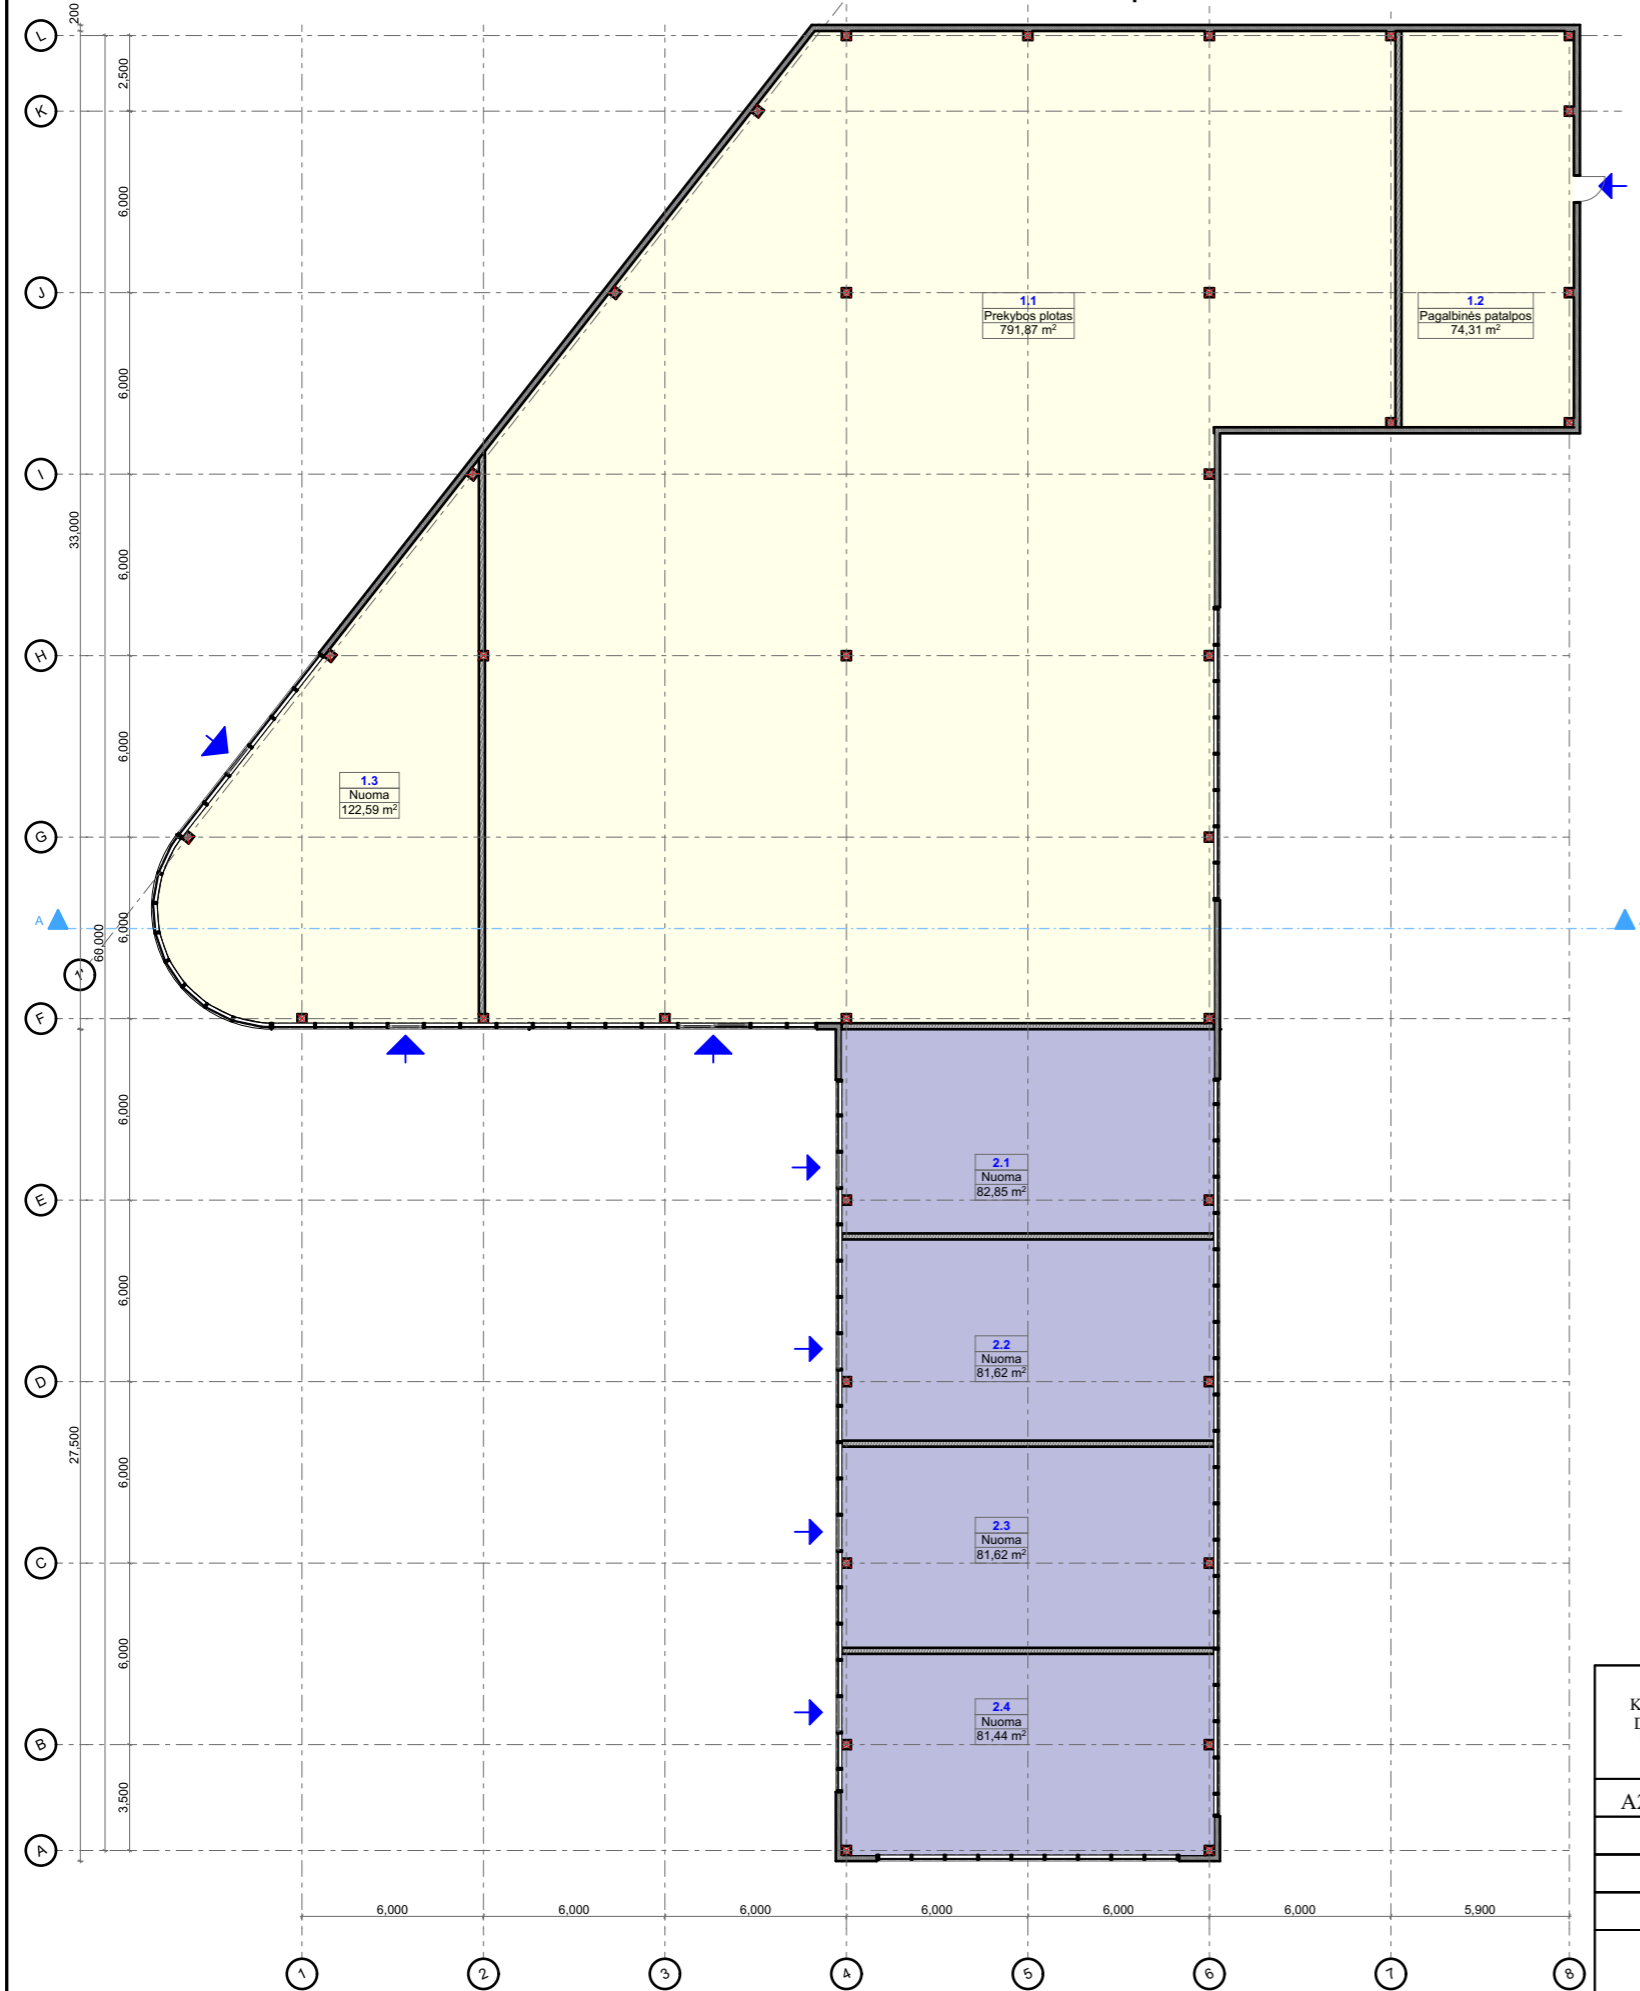 200
L
2,500
K
6,000
J
1.1
Prekybos plotas
791,87 m²
1.2
Pagalbinės patalpos
74,31 m²
6,000
I
33,000
6,000
H
6,000
1.3
Nuoma
122,59 m²
G
A
60,000
6,000
1'
F
6,000
2.1
Nuoma
82,85 m²
E
6,000
2.2
Nuoma
81,62 m²
D
27,500
6,000
2.3
Nuoma
81,62 m²
C
6,000
2.4
Nuoma
81,44 m²
B
3,500
A2
A
6,000
6,000
6,000
6,000
6,000
6,000
5,900
1
2
3
4
5
6
7
8